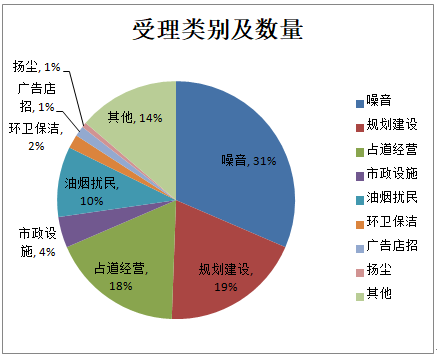 受理类别及数量
扬尘, 1%
广告店
招, 1%
环卫保洁,
2%
其他, 14%
噪音, 31%
油烟扰民,
10%
市政设
施, 4%
占道经营,
18%
规划建设,
19%
噪音
规划建设
占道经营
市政设施
油烟扰民
环卫保洁
广告店招
扬尘
其他